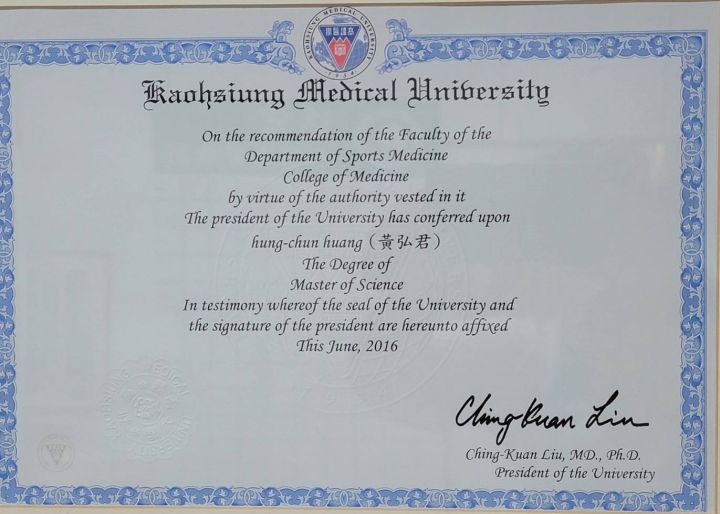 KAOHSIUNG MEDICAL UNIVERSITY
1954
Kaohsiung Medical University
On the recommendation of the Faculty of the
Department of Sports Medicine
College of Medicine
by virtue of the authority vested in it
The president of the University has conferred upon
hung-chun huang (黃弘君)
The Degree of
Master of Science
In testimony whereof the seal of the University and
the signature of the president are hereunto affixed
This June, 2016
Ching-Kuan Liu
Ching-Kuan Liu, MD., Ph.D.
President of the University